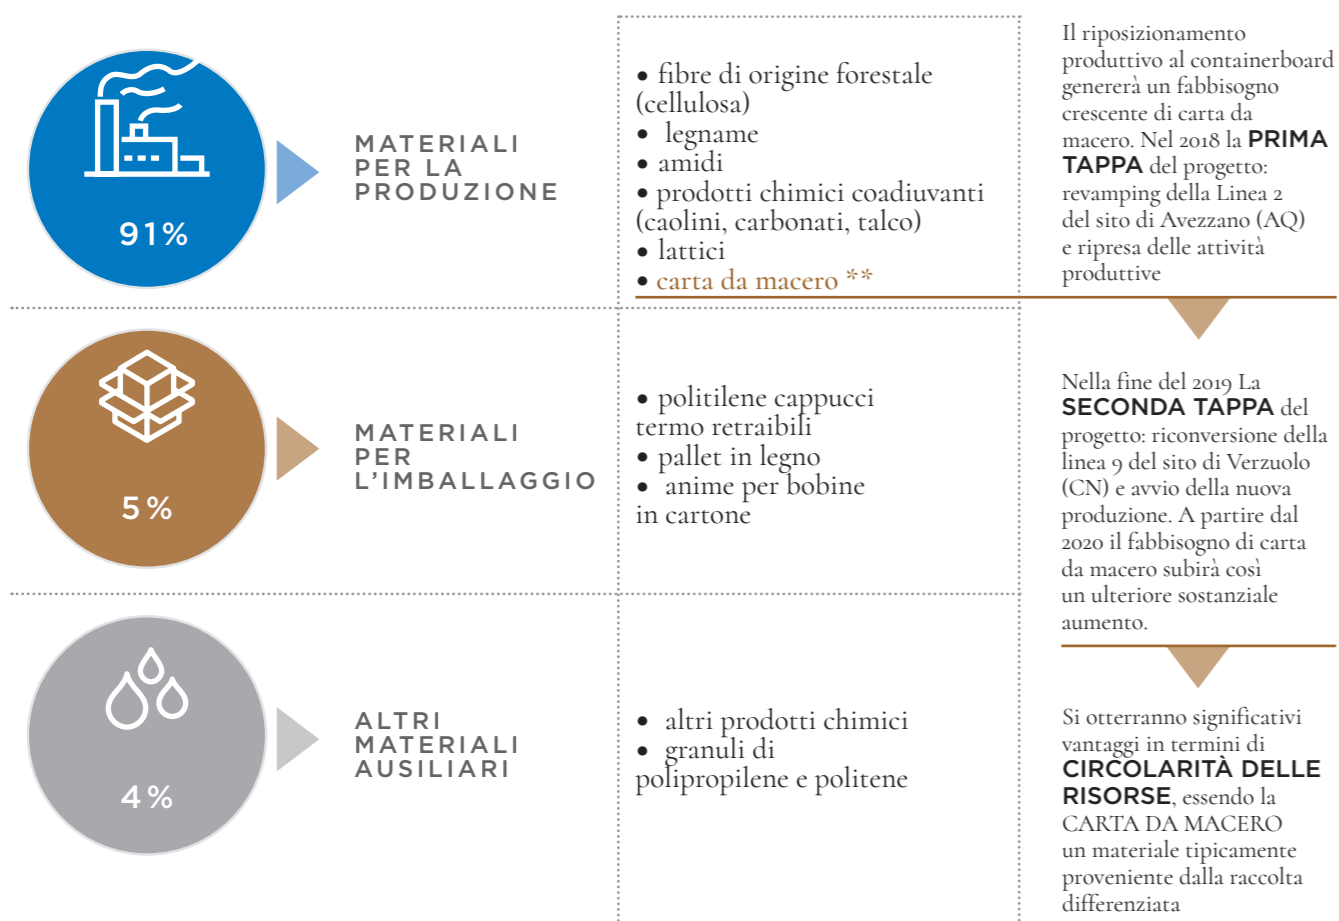 91%
MATERIALI
PER LA
PRODUZIONE
• fibre di origine forestale
(cellulosa)
• legname
• amidi
• prodotti chimici coadiuvanti
(caolini, carbonati, talco)
• lattici
• carta da macero **
5%
MATERIALI
PER
L'IMBALLAGGIO
• politilene cappucci
termo retraibili
• pallet in legno
• anime per bobine
in cartone
4%
ALTRI
MATERIALI
AUSILIARI
• altri prodotti chimici
• granuli di
polipropilene e politene
Il riposizionamento
produttivo al containerboard
genererà un fabbisogno
crescente di carta da
macero. Nel 2018 la PRIMA
TAPPA del progetto:
revamping della Linea 2
del sito di Avezzano (AQ)
e ripresa delle attività
produttive
Nella fine del 2019 La
SECONDA TAPPA del
progetto: riconversione della
linea 9 del sito di Verzuolo
(CN) e avvio della nuova
produzione. A partire dal
2020 il fabbisogno di carta
da macero subirà così
un ulteriore sostanziale
aumento.
Si otterranno significativi
vantaggi in termini di
CIRCOLARITÀ DELLE
RISORSE, essendo la
CARTA DA MACERO
un materiale tipicamente
proveniente dalla raccolta
differenziata